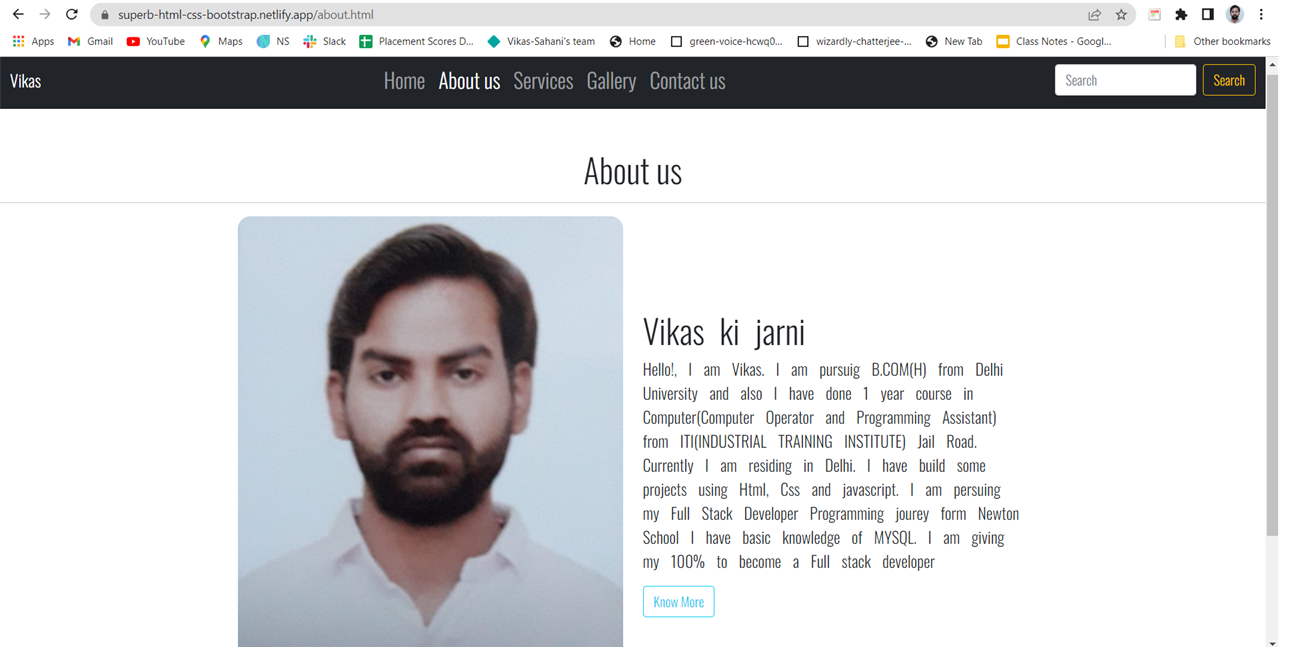 superb-html-css-bootstrap.netlify.app/about.html
Apps Gmail YouTube Maps NS Slack Placement Scores D... Vikas-Sahani's team Home green-voice-hcwq0... wizardly-chatterjee-... New Tab Class Notes - Googl... Other bookmarks
Vikas Home About us Services Gallery Contact us Search Search
About us
Vikas ki jarni
Hello!, I am Vikas. I am pursuig B.COM(H) from Delhi
University and also I have done 1 year course in
Computer(Computer Operator and Programming Assistant)
from ITI(INDUSTRIAL TRAINING INSTITUTE) Jail Road.
Currently I am residing in Delhi. I have build some
projects using Html, Css and javascript. I am persuing
my Full Stack Developer Programming jourey form Newton
School I have basic knowledge of MYSQL. I am giving
my 100% to become a Full stack developer
Know More